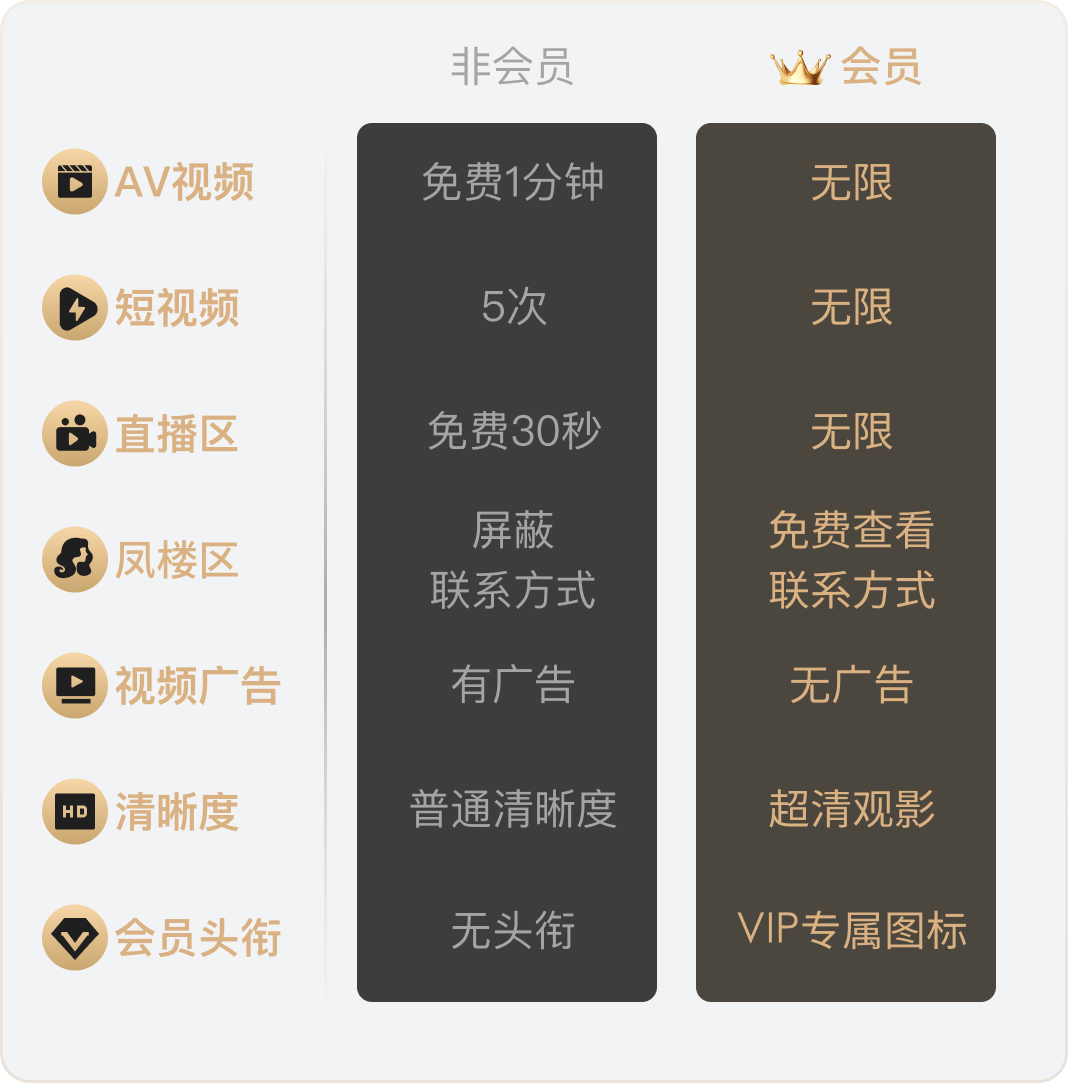 非会员 会员
AV视频 免费1分钟 无限
短视频 5次 无限
直播区 免费30秒 无限
屏蔽 免费查看
凤楼区
联系方式 联系方式
视频广告 有广告 无广告
HD 清晰度 普通清晰度 超清观影
会员头衔 无头衔 VIP专属图标